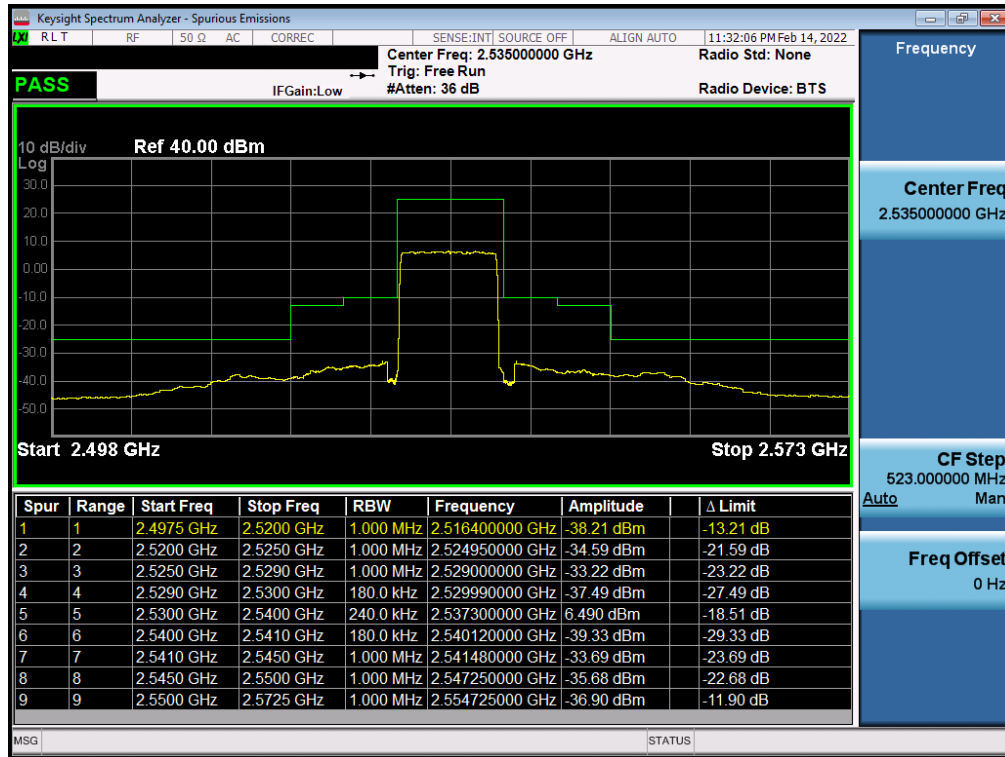 Keysight Spectrum Analyzer - Spurious Emissions
LXI RLT RF 50 Ω AC CORREC SENSE:INT SOURCE OFF ALIGN AUTO 11:32:06 PM Feb 14, 2022
Frequency
Center Freq: 2.535000000 GHz Radio Std: None
Trig: Free Run
PASS IFGain:Low #Atten: 36 dB Radio Device: BTS
10 dB/div Ref 40.00 dBm
Log
30.0
20.0
10.0
0.00
-10.0
-20.0
-30.0
-40.0
-50.0
Start 2.498 GHz Stop 2.573 GHz
Spur Range Start Freq Stop Freq RBW Frequency Amplitude Δ Limit
1 1 2.4975 GHz 2.5200 GHz 1.000 MHz 2.516400000 GHz -38.21 dBm -13.21 dB
2 2 2.5200 GHz 2.5250 GHz 1.000 MHz 2.524950000 GHz -34.59 dBm -21.59 dB
3 3 2.5250 GHz 2.5290 GHz 1.000 MHz 2.529000000 GHz -33.22 dBm -23.22 dB
4 4 2.5290 GHz 2.5300 GHz 180.0 kHz 2.529990000 GHz -37.49 dBm -27.49 dB
5 5 2.5300 GHz 2.5400 GHz 240.0 kHz 2.537300000 GHz 6.490 dBm -18.51 dB
6 6 2.5400 GHz 2.5410 GHz 180.0 kHz 2.540120000 GHz -39.33 dBm -29.33 dB
7 7 2.5410 GHz 2.5450 GHz 1.000 MHz 2.541480000 GHz -33.69 dBm -23.69 dB
8 8 2.5450 GHz 2.5500 GHz 1.000 MHz 2.547250000 GHz -35.68 dBm -22.68 dB
9 9 2.5500 GHz 2.5725 GHz 1.000 MHz 2.554725000 GHz -36.90 dBm -11.90 dB
MSG STATUS
Center Freq
2.535000000 GHz
CF Step
523.000000 MHz
Auto Man
Freq Offset
0 Hz